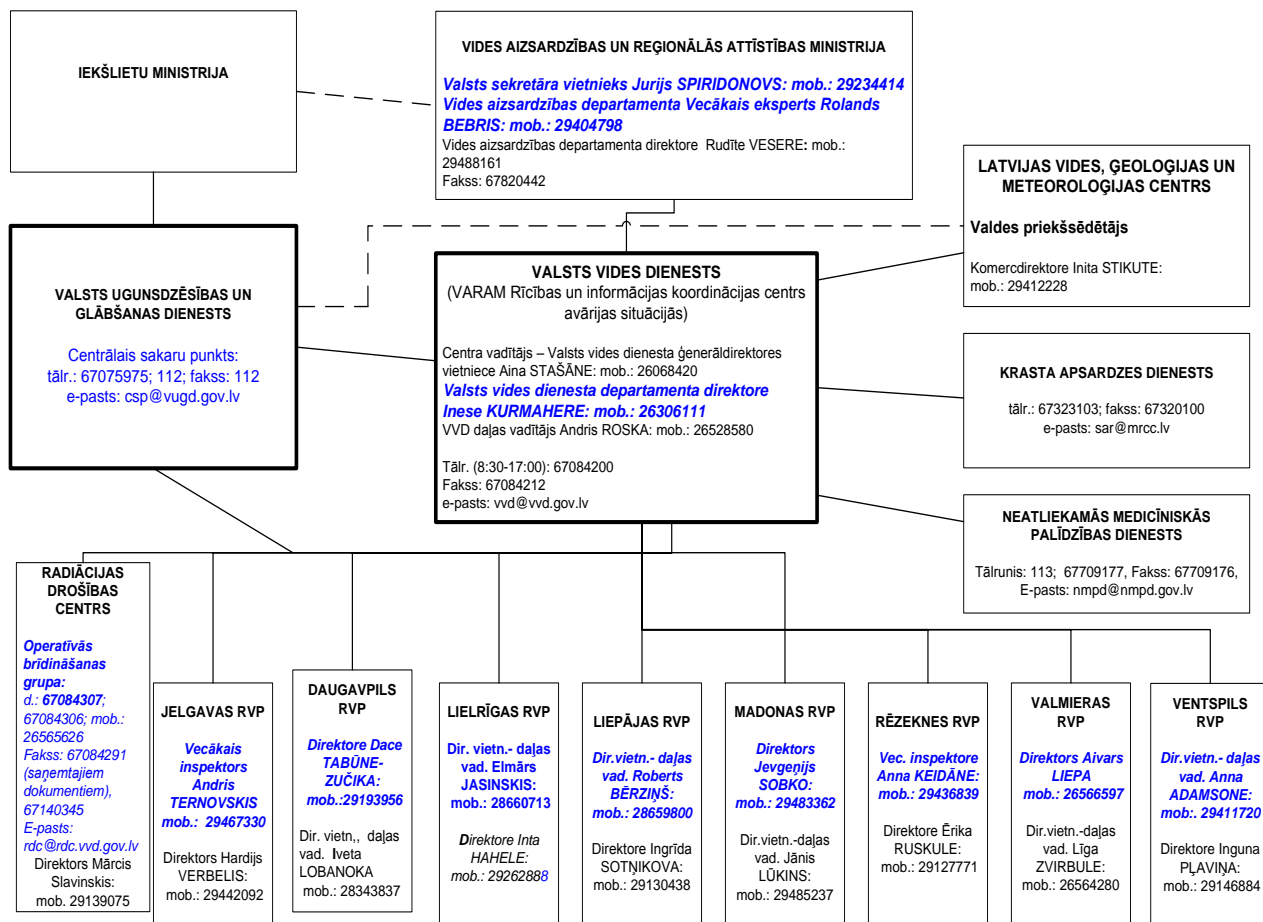 IEKŠLIETU MINISTRIJA
VIDES AIZSARDZĪBAS UN REĢIONĀLĀS ATTĪSTĪBAS MINISTRIJA
Valsts sekretāra vietnieks Jurijs SPIRIDONOVS: mob.: 29234414
Vides aizsardzības departamenta Vecākais eksperts Rolands
BEBRIS: mob.: 29404798
Vides aizsardzības departamenta direktore Rudīte VESERE: mob.:
29488161
Fakss: 67820442
LATVIJAS VIDES, ĢEOLOĢIJAS UN
METEOROLOĢIJAS CENTRS
Valdes priekšsēdētājs
Komercdirektore Inita STIKUTE:
mob.: 29412228
VALSTS UGUNSDZĒSĪBAS UN
GLĀBŠANAS DIENESTS
Centrālais sakaru punkts:
tālr.: 67075975; 112; fakss: 112
e-pasts: csp@vugd.gov.lv
VALSTS VIDES DIENESTS
(VARAM Rīcības un informācijas koordinācijas centrs
avārijas situācijās)
Centra vadītājs – Valsts vides dienesta ģenerāldirektores
vietniece Aina STAŠĀNE: mob.: 26068420
Valsts vides dienesta departamenta direktore
Inese KURMAHERE: mob.: 26306111
VVD daļas vadītājs Andris ROSKA: mob.: 26528580
Tālr. (8:30-17:00): 67084200
Fakss: 67084212
e-pasts: vvd@vvd.gov.lv
KRASTA APSARDZES DIENESTS
tālr.: 67323103; fakss: 67320100
e-pasts: sar@mrcc.lv
NEATLIEKAMĀS MEDICĪNISKĀS
PALĪDZĪBAS DIENESTS
Tālrunis: 113; 67709177, Fakss: 67709176,
E-pasts: nmpd@nmpd.gov.lv
RADIĀCIJAS
DROŠĪBAS
CENTRS
Operatīvās
brīdināšanas
grupa:
d.: 67084307;
67084306; mob.:
26565626
Fakss: 67084291
(saņemtajiem
dokumentiem),
67140345
E-pasts:
rdc@rdc.vvd.gov.lv
Direktors Mārcis
Slavinskis:
mob. 29139075
JELGAVAS RVP
Vecākais
inspektors
Andris
TERNOVSKIS
mob.: 29467330
Direktors Hardijs
VERBELIS:
mob.: 29442092
DAUGAVPILS
RVP
Direktore Dace
TABŪNE-
ZUČIKA:
mob.:29193956
Dir. vietn,, daļas
vad. Iveta
LOBANOKA
mob.: 28343837
LIELRĪGAS RVP
Dir. vietn.- daļas
vad. Elmārs
JASINSKIS:
mob.: 28660713
Direktore Inta
HAHELE:
mob.: 29262888
LIEPĀJAS RVP
Dir.vietn.- daļas
vad. Roberts
BĒRZIŅŠ:
mob.: 28659800
Direktore Ingrīda
SOTŅIKOVA:
mob.: 29130438
MADONAS RVP
Direktors
Jevgeņijs
SOBKO:
mob.: 29483362
Dir.vietn.-daļas
vad. Jānis
LŪKINS:
mob.: 29485237
RĒZEKNES RVP
Vec. inspektore
Anna KEIDĀNE:
mob.: 29436839
Direktore Ērika
RUSKULE:
mob.: 29127771
VALMIERAS
RVP
Direktors Aivars
LIEPA
mob.: 26566597
Dir.vietn.-daļas
vad. Līga
ZVIRBULE:
mob.: 26564280
VENTSPILS
RVP
Dir.vietn.- daļas
vad. Anna
ADAMSONE:
mob:. 29411720
Direktore Inguna
PĻAVIŅA:
mob.: 29146884